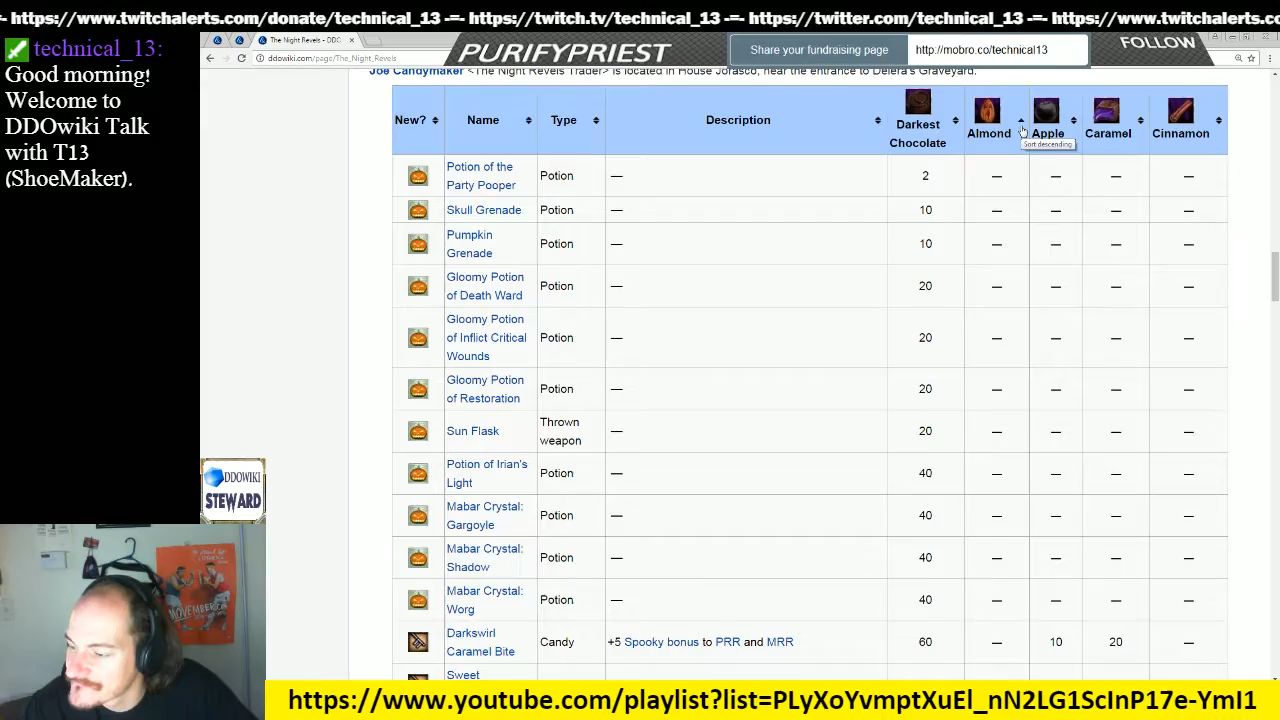 - https://www.twitchalerts.com/donate/technical_13 -=- https://twitch.tv/technical_13 -=- https://twitter.com/technical_13 -=- https://www.twitchalerts.co
technical_13:
Good morning!
Welcome to
DDOwiki Talk
with T13
(ShoeMaker).
The Night Revels - DDO
ddowiki.com/page/The_Night_Revels
PURIFYPRIEST
Share your fundraising page
http://mobro.co/technical13
FOLLOW
Joe Candymaker <The Night Revels Trader> is located in House Jorasco, near the entrance to Delera's Graveyard.
New? Name Type Description Darkest Chocolate Almond Apple Caramel Cinnamon
Sort descending
Potion of the Party Pooper Potion — 2 — — — —
Skull Grenade Potion — 10 — — — —
Pumpkin Grenade Potion — 10 — — — —
Gloomy Potion of Death Ward Potion — 20 — — — —
Gloomy Potion of Inflict Critical Wounds Potion — 20 — — — —
Gloomy Potion of Restoration Potion — 20 — — — —
Sun Flask Thrown weapon — 20 — — — —
Potion of Irian's Light Potion — 40 — — — —
Mabar Crystal: Gargoyle Potion — 40 — — — —
Mabar Crystal: Shadow Potion — 40 — — — —
Mabar Crystal: Worg Potion — 40 — — — —
Darkswirl Caramel Bite Candy +5 Spooky bonus to PRR and MRR 60 — 10 20 —
Sweet
DDOWIKI
STEWARD
MOVEMBER
https://www.youtube.com/playlist?list=PLyXoYvmptXuEl_nN2LG1ScInP17e-YmI1